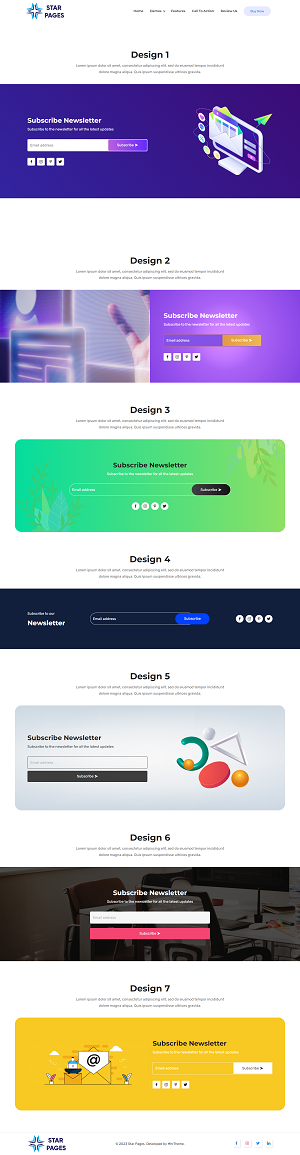 STAR
PAGES
Home Demos Features Call To Action Review Us Buy Now
Design 1
Lorem ipsum dolor sit amet, consectetur adipiscing elit, sed do eiusmod tempor incididunt
dolore magna aliqua. Quis ipsum suspendisse ultrices gravida.
Subscribe Newsletter
Subscribe to the newsletter for all the latest updates
Email address Subscribe
Design 2
Lorem ipsum dolor sit amet, consectetur adipiscing elit, sed do eiusmod tempor incididunt
dolore magna aliqua. Quis ipsum suspendisse ultrices gravida.
Subscribe Newsletter
Subscribe to the newsletter for all the latest updates
Email address Subscribe
Design 3
Lorem ipsum dolor sit amet, consectetur adipiscing elit, sed do eiusmod tempor incididunt
dolore magna aliqua. Quis ipsum suspendisse ultrices gravida.
Subscribe Newsletter
Subscribe to the newsletter for all the latest updates
Email address Subscribe
Design 4
Lorem ipsum dolor sit amet, consectetur adipiscing elit, sed do eiusmod tempor incididunt
dolore magna aliqua. Quis ipsum suspendisse ultrices gravida.
Subscribe to our
Newsletter
Email address Subscribe
Design 5
Lorem ipsum dolor sit amet, consectetur adipiscing elit, sed do eiusmod tempor incididunt
dolore magna aliqua. Quis ipsum suspendisse ultrices gravida.
Subscribe Newsletter
Subscribe to the newsletter for all the latest updates
Email address
Subscribe
Design 6
Lorem ipsum dolor sit amet, consectetur adipiscing elit, sed do eiusmod tempor incididunt
dolore magna aliqua. Quis ipsum suspendisse ultrices gravida.
Subscribe Newsletter
Subscribe to the newsletter for all the latest updates
Email address
Subscribe
Design 7
Lorem ipsum dolor sit amet, consectetur adipiscing elit, sed do eiusmod tempor incididunt
dolore magna aliqua. Quis ipsum suspendisse ultrices gravida.
@
Subscribe Newsletter
Subscribe to the newsletter for all the latest updates
Email address Subscribe
STAR
PAGES
© 2023 Star Pages. Developed by